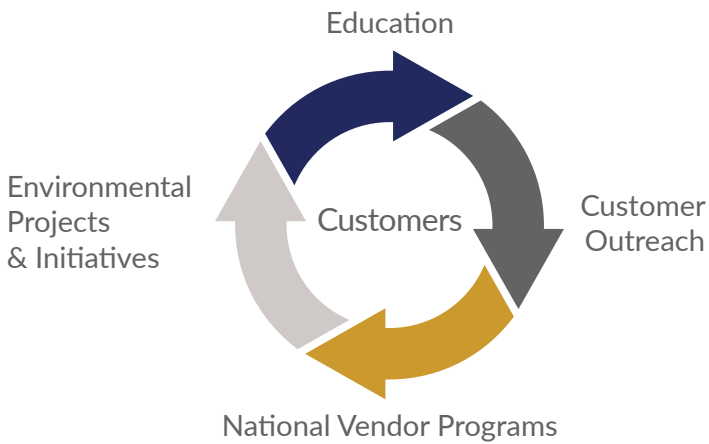 Education
Environmental
Projects
& Initiatives
Customers
Customer
Outreach
National Vendor Programs